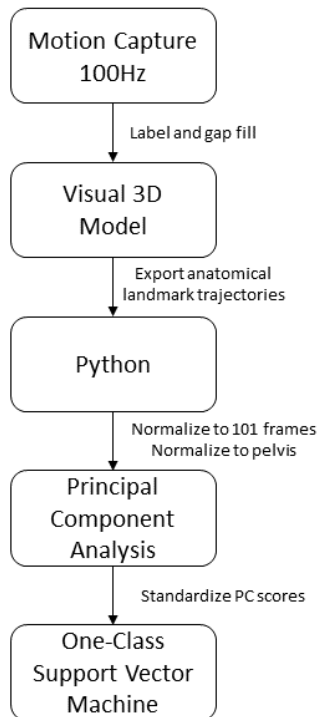 Motion Capture
100Hz
Label and gap fill
Visual 3D
Model
Export anatomical
landmark trajectories
Python
Normalize to 101 frames
Normalize to pelvis
Principal
Component
Analysis
Standardize PC scores
One-Class
Support Vector
Machine